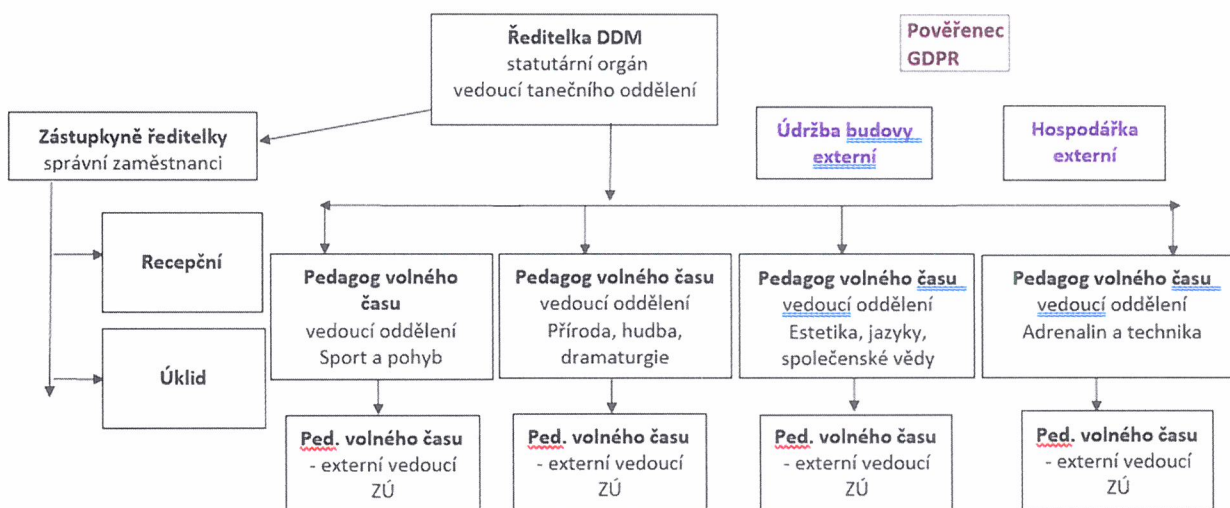 Ředitelka DDM
statutární orgán
vedoucí tanečního oddělení
Pověřenec
GDPR
Zástupkyně ředitelky
správní zaměstnanci
Údržba budovy
externí
Hospodářka
externí
Recepční
Úklid
Pedagog volného
času
vedoucí oddělení
Sport a pohyb
Pedagog volného času
vedoucí oddělení
Příroda, hudba,
dramaturgie
Pedagog volného času
vedoucí oddělení
Estetika, jazyky,
společenské vědy
Pedagog volného času
vedoucí oddělení
Adrenalin a technika
Ped. volného času
- externí vedoucí
ZÚ
Ped. volného času
- externí vedoucí
ZÚ
Ped. volného času
- externí vedoucí
ZÚ
Ped. volného času
- externí vedoucí
ZÚ